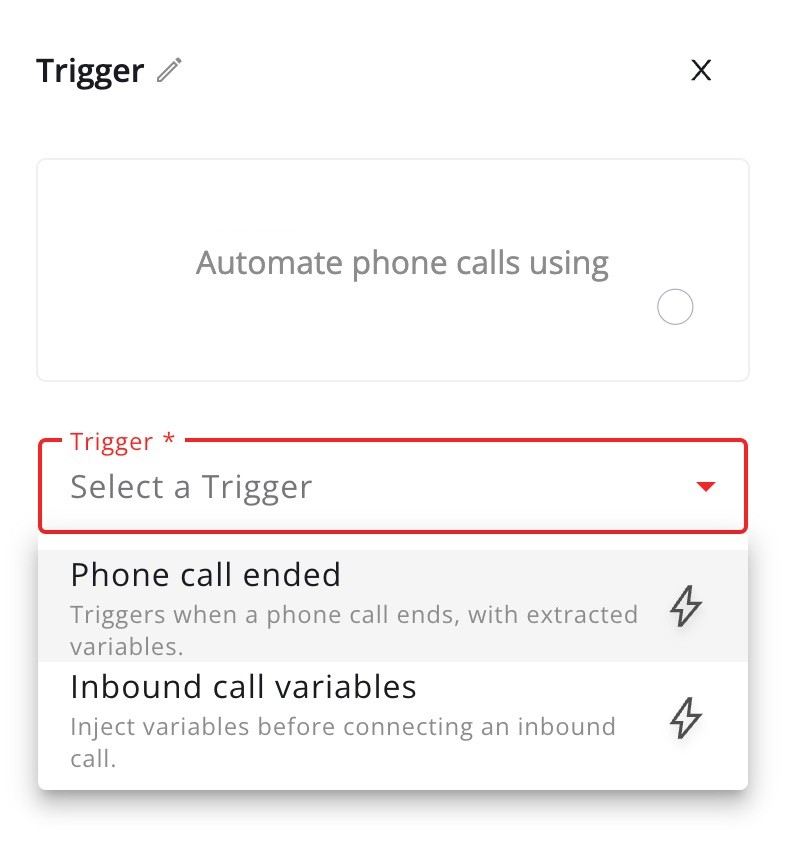 Trigger
X
Automate phone calls using
Trigger *
Select a Trigger
Phone call ended
Triggers when a phone call ends, with extracted
variables.
Inbound call variables
Inject variables before connecting an inbound
call.